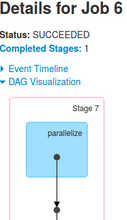 Details for Job 6
Status: SUCCEEDED
Completed Stages: 1
Event Timeline
DAG Visualization
Stage 7
parallelize